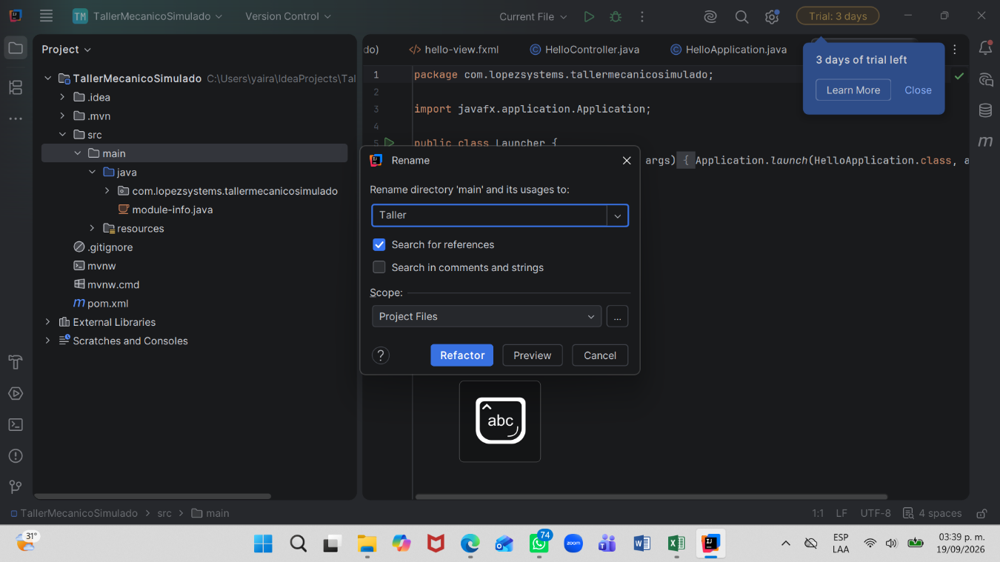 TM TallerMecanicoSimulado Version Control Current File Trial: 3 days
Project
do) hello-view.fxml HelloController.java HelloApplication.java
3 days of trial left
Learn More Close
TallerMecanicoSimulado C:\Users\yaira\IdeaProjects\Tal
.idea
.mvn
src
main
java
com.lopezsystems.tallermecanicosimulado
module-info.java
resources
.gitignore
mvnw
mvnw.cmd
pom.xml
External Libraries
Scratches and Consoles
1 package com.lopezsystems.tallermecanicosimulado;
2
3 import javafx.application.Application;
4
5 public class Launcher {
args) { Application.launch(HelloApplication.class, a
Rename
Rename directory 'main' and its usages to:
Taller
Search for references
Search in comments and strings
Scope:
Project Files ...
? Refactor Preview Cancel
abc
TallerMecanicoSimulado > src > main 1:1 LF UTF-8 4 spaces
31°
74
zoom
ESP
LAA
03:39 p. m.
19/09/2026